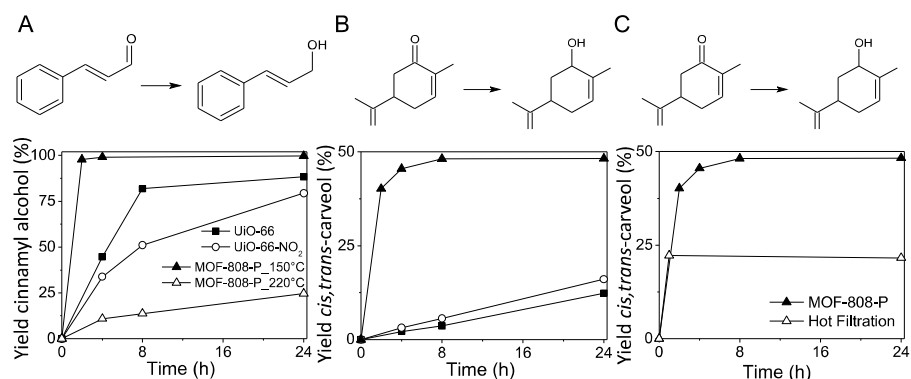 A
B
C
O
OH
O
OH
O
OH
Yield cinnamyl alcohol (%)
100
75
50
25
0
UiO-66
UiO-66-NO₂
MOF-808-P_150°C
MOF-808-P_220°C
0 8 16 24
Time (h)
Yield cis,trans-carveol (%)
50
25
0
0 8 16 24
Time (h)
Yield cis,trans-carveol (%)
50
25
0
MOF-808-P
Hot Filtration
0 8 16 24
Time (h)